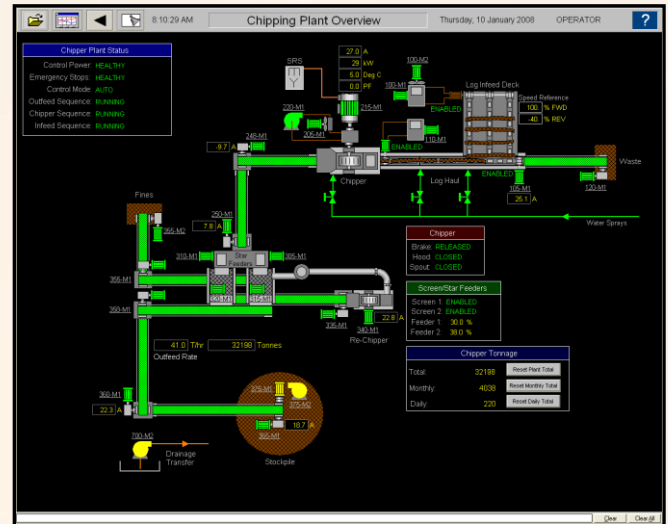 8:10:29 AM
Chipping Plant Overview
Thursday, 10 January 2008
OPERATOR
?
Chipper Plant Status
Control Power: HEALTHY
Emergency Stops: HEALTHY
Control Mode: AUTO
Outfeed Sequence: RUNNING
Chipper Sequence: RUNNING
Infeed Sequence: RUNNING
SRS
27.0 A
29 kW
5.0 Deg C
0.0 PF
215-M1
220-M1
205-M1
100-M2
100-M1
110-M1
ENABLED
ENABLED
Log Infeed Deck
Speed Reference
100. % FWD
-40. % REV
ENABLED
105-M1
25.1 A
Waste
120-M1
245-M1
-9.7 A
Chipper
Log Haul
Water Sprays
Fines
355-M2
250-M1
7.8 A
310-M1
Star
Feeders
305-M1
355-M1
320-M1
315-M1
350-M1
335-M1
340-M1
22.8 A
Re-Chipper
Chipper
Brake: RELEASED
Hood: CLOSED
Spout: CLOSED
Screen/Star Feeders
Screen 1: ENABLED
Screen 2: ENABLED
Feeder 1: 30.0 %
Feeder 2: 38.0 %
41.0 T/hr
32198 Tonnes
Outfeed Rate
Chipper Tonnage
Total: 32198 Reset Plant Total
Monthly: 4038 Reset Monthly Total
Daily: 220 Reset Daily Total
360-M1
22.3 A
375-M1
375-M2
365-M1
18.7 A
Stockpile
700-M2
Drainage
Transfer
Clear
Clear All